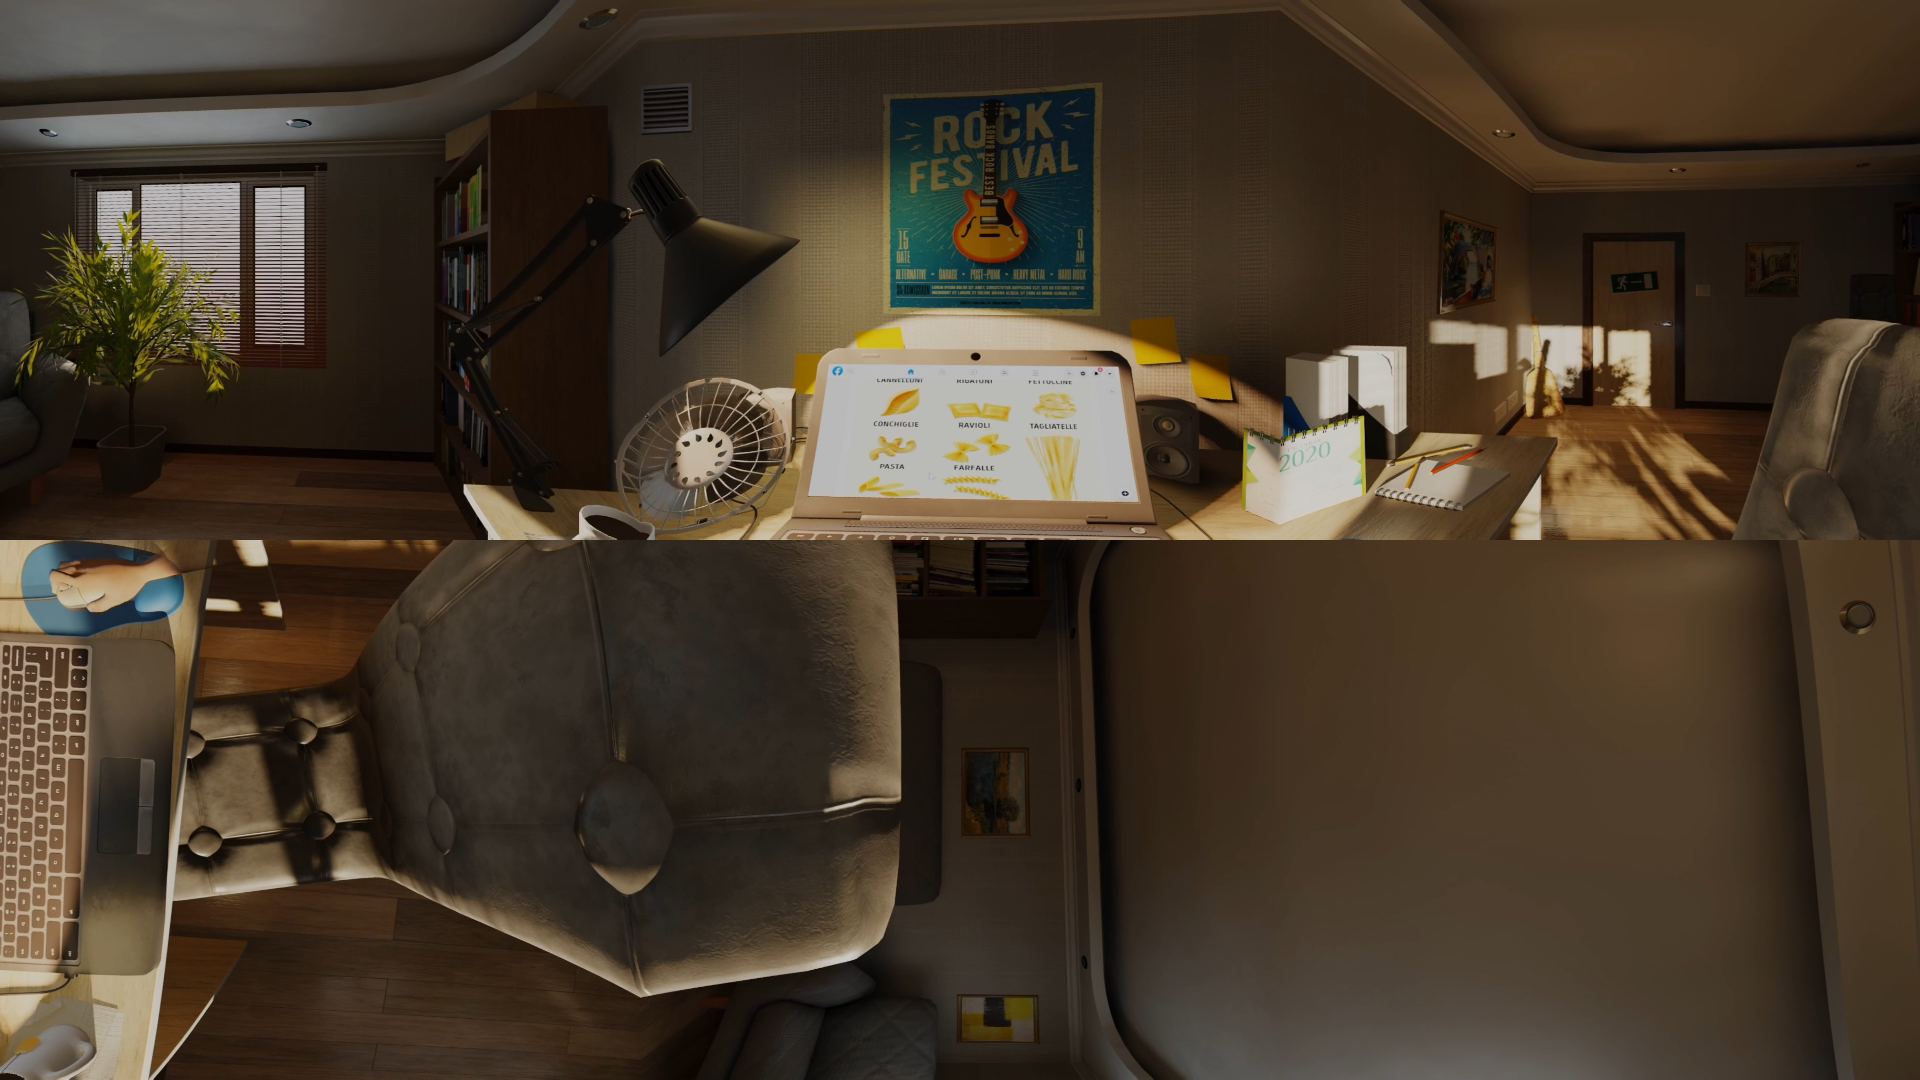 ROCK
FESTIVAL
BEST ROCK BANDS
15
DATE
9
AM
ALTERNATIVE • GARAGE • POST-PUNK • HEAVY METAL • HARD ROCK
CANNELLONI RIGATONI FETTUCCINE
CONCHIGLIE RAVIOLI TAGLIATELLE
PASTA FARFALLE
2020